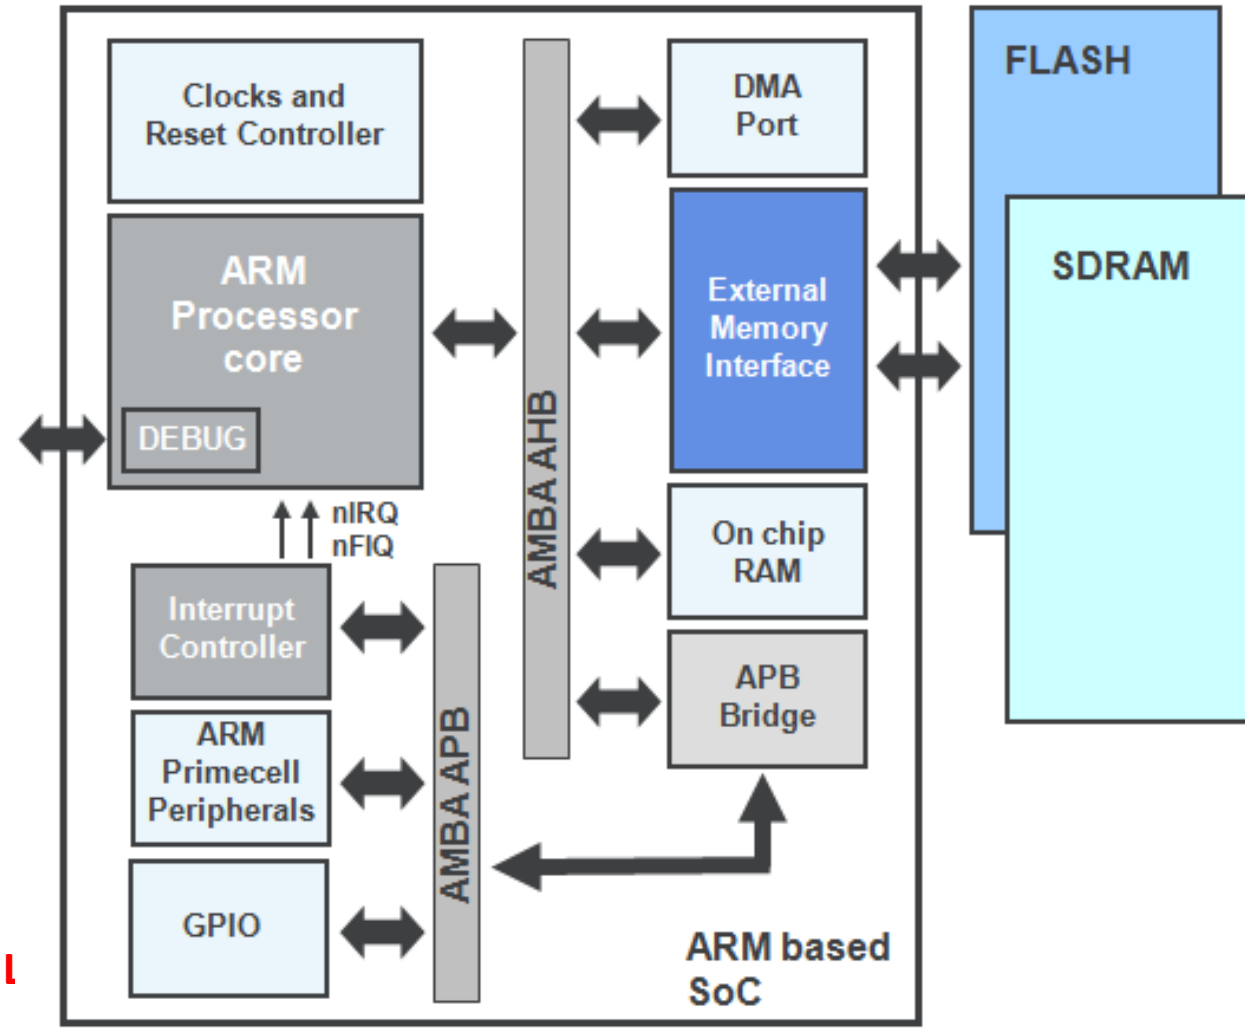 Clocks and
Reset Controller
ARM
Processor
core
DEBUG
nIRQ
nFIQ
Interrupt
Controller
ARM
Primecell
Peripherals
GPIO
AMBA APB
AMBA AHB
DMA
Port
External
Memory
Interface
On chip
RAM
APB
Bridge
ARM based
SoC
FLASH
SDRAM